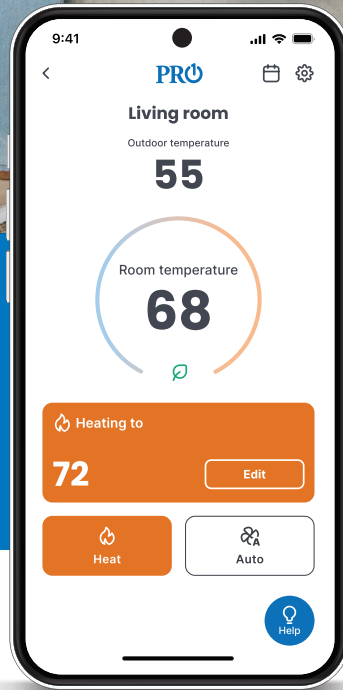 9:41
PRO
Living room
Outdoor temperature
55
Room temperature
68
Heating to
72
Edit
Heat
A
Auto
Help